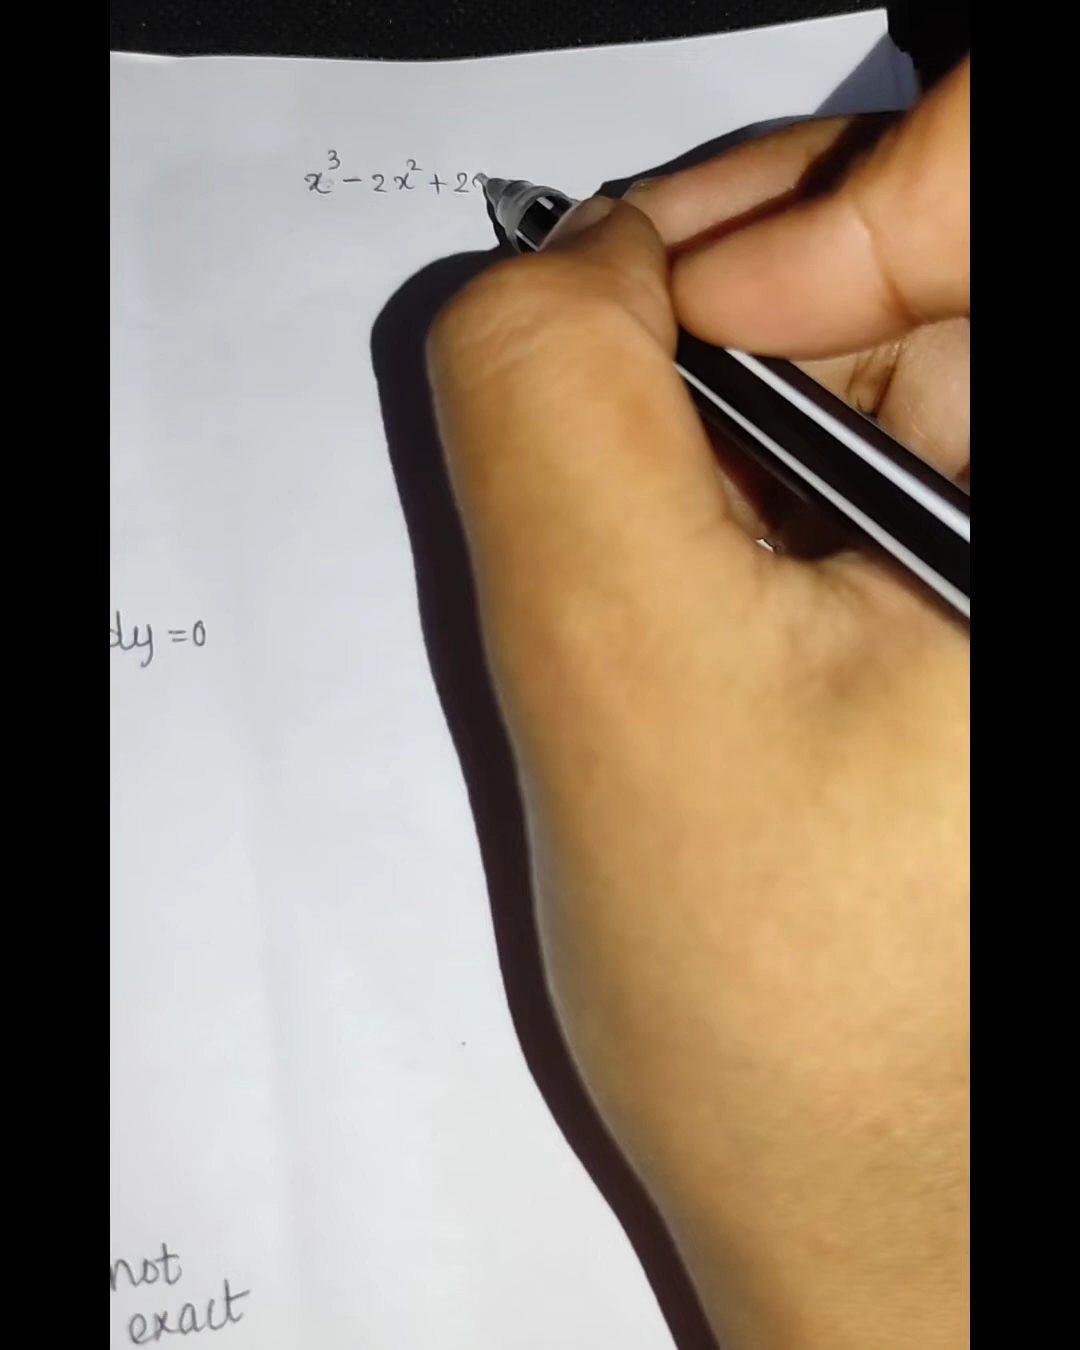 x³ - 2x² + 2
dy = 0
not
exact